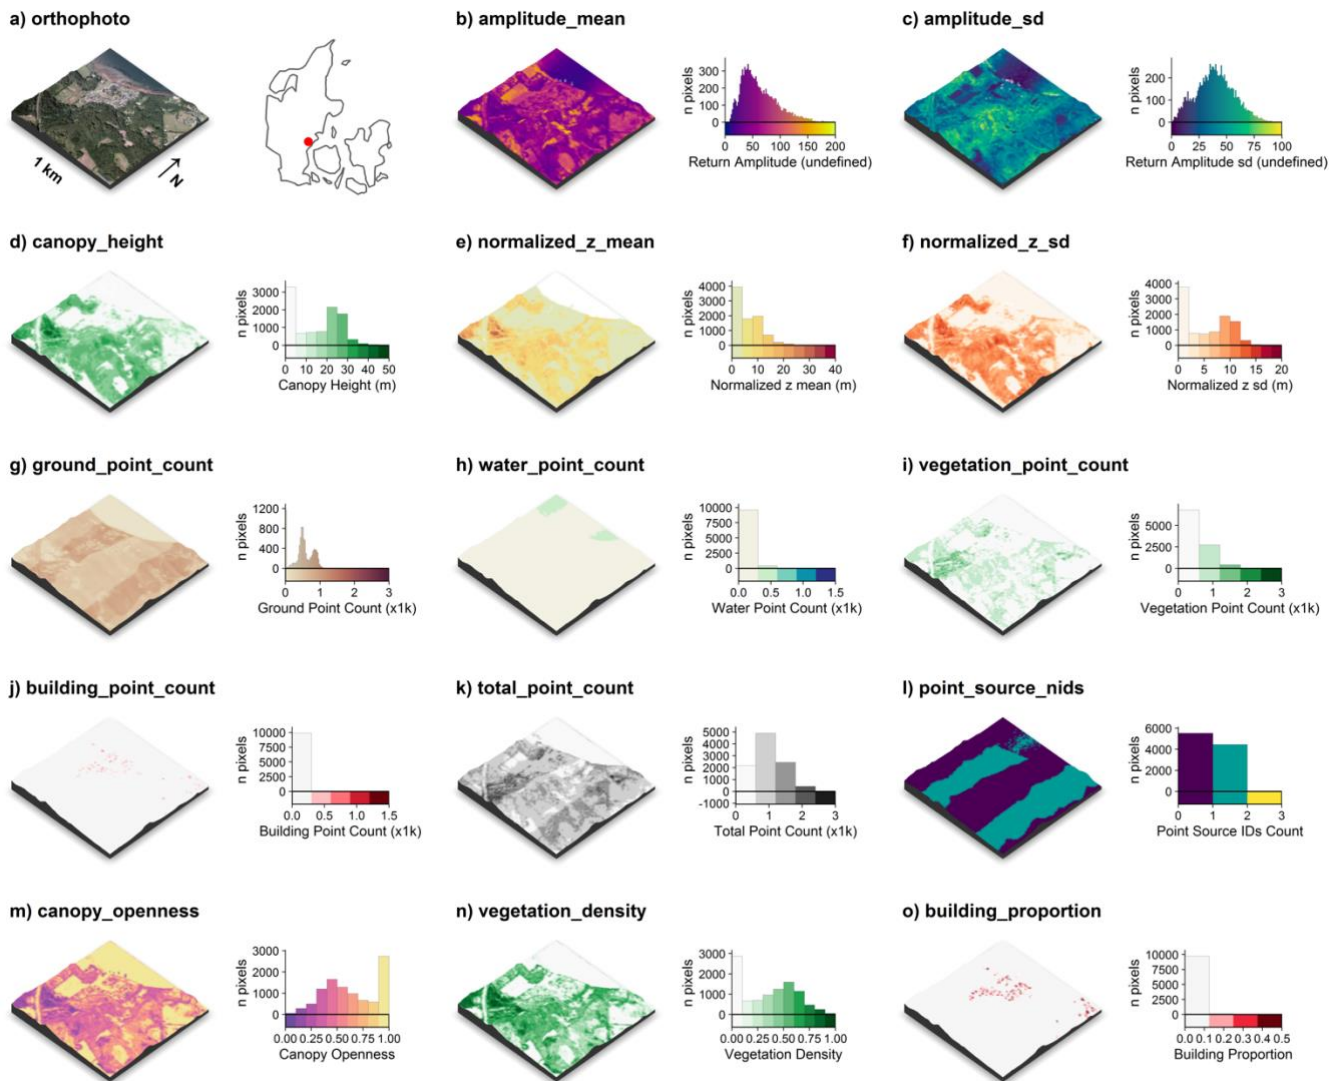 a) orthophoto
1 km
N
b) amplitude_mean
n pixels
300
200
100
0
0 50 100 150 200
Return Amplitude (undefined)
c) amplitude_sd
n pixels
200
100
0
0 25 50 75 100
Return Amplitude sd (undefined)
d) canopy_height
n pixels
3000
2000
1000
0
0 10 20 30 40 50
Canopy Height (m)
e) normalized_z_mean
n pixels
4000
3000
2000
1000
0
0 10 20 30 40
Normalized z mean (m)
f) normalized_z_sd
n pixels
4000
3000
2000
1000
0
0 5 10 15 20
Normalized z sd (m)
g) ground_point_count
n pixels
1200
800
400
0
0 1 2 3
Ground Point Count (x1k)
h) water_point_count
n pixels
10000
7500
5000
2500
0
0.0 0.5 1.0 1.5
Water Point Count (x1k)
i) vegetation_point_count
n pixels
5000
2500
0
0 1 2 3
Vegetation Point Count (x1k)
j) building_point_count
n pixels
10000
7500
5000
2500
0
0.0 0.5 1.0 1.5
Building Point Count (x1k)
k) total_point_count
n pixels
5000
4000
3000
2000
1000
0
-1000
0 1 2 3
Total Point Count (x1k)
l) point_source_nids
n pixels
6000
4000
2000
0
0 1 2 3
Point Source IDs Count
m) canopy_openness
n pixels
3000
2000
1000
0
0.00 0.25 0.50 0.75 1.00
Canopy Openness
n) vegetation_density
n pixels
3000
2000
1000
0
0.00 0.25 0.50 0.75 1.00
Vegetation Density
o) building_proportion
n pixels
10000
7500
5000
2500
0
0.0 0.1 0.2 0.3 0.4 0.5
Building Proportion